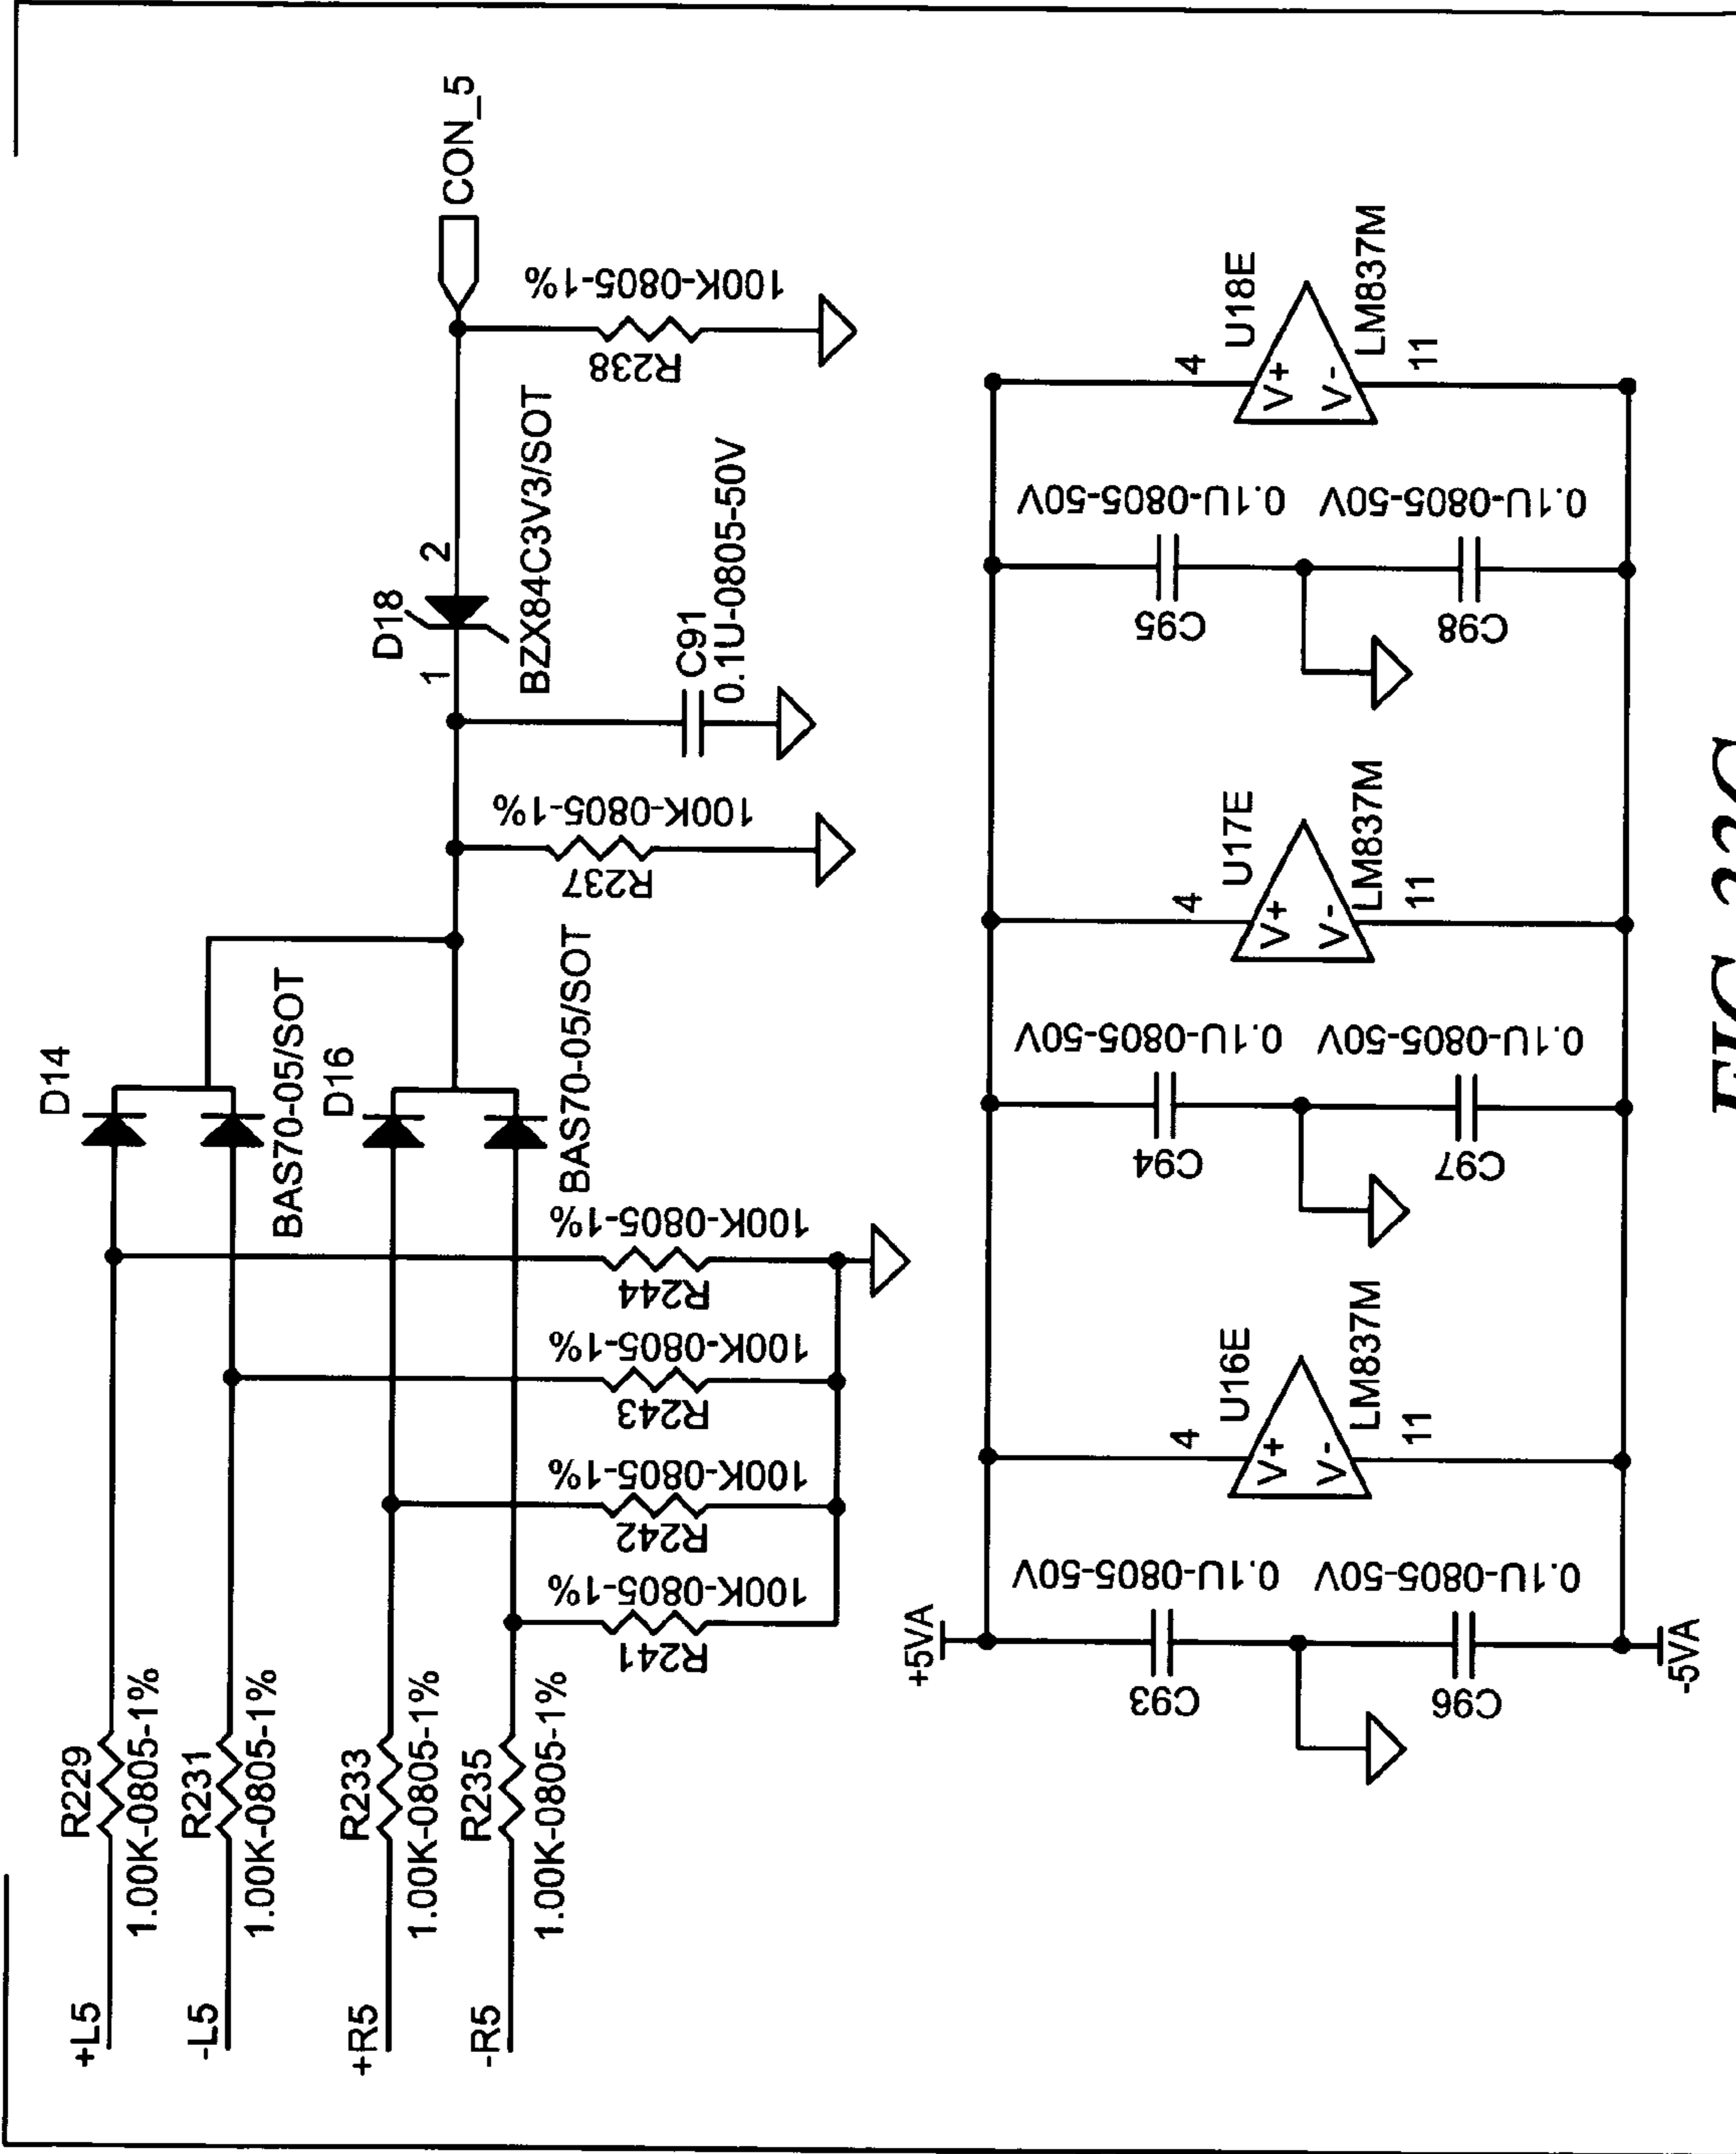 +L5
R229
1.00K-0805-1%
-L5
R231
1.00K-0805-1%
+R5
R233
1.00K-0805-1%
-R5
R235
1.00K-0805-1%
R241
100K-0805-1%
R242
100K-0805-1%
R243
100K-0805-1%
R244
100K-0805-1%
D14
BAS70-05/SOT
D16
BAS70-05/SOT
R237
100K-0805-1%
C91
0.1U-0805-50V
D18
1
2
BZX84C3V3/SOT
R238
100K-0805-1%
CON_5
+5VA
-5VA
C93
0.1U-0805-50V
C96
0.1U-0805-50V
U16E
4
V+
V-
LM837M
11
C94
0.1U-0805-50V
C97
0.1U-0805-50V
U17E
4
V+
V-
LM837M
11
C95
0.1U-0805-50V
C98
0.1U-0805-50V
U18E
4
V+
V-
LM837M
11